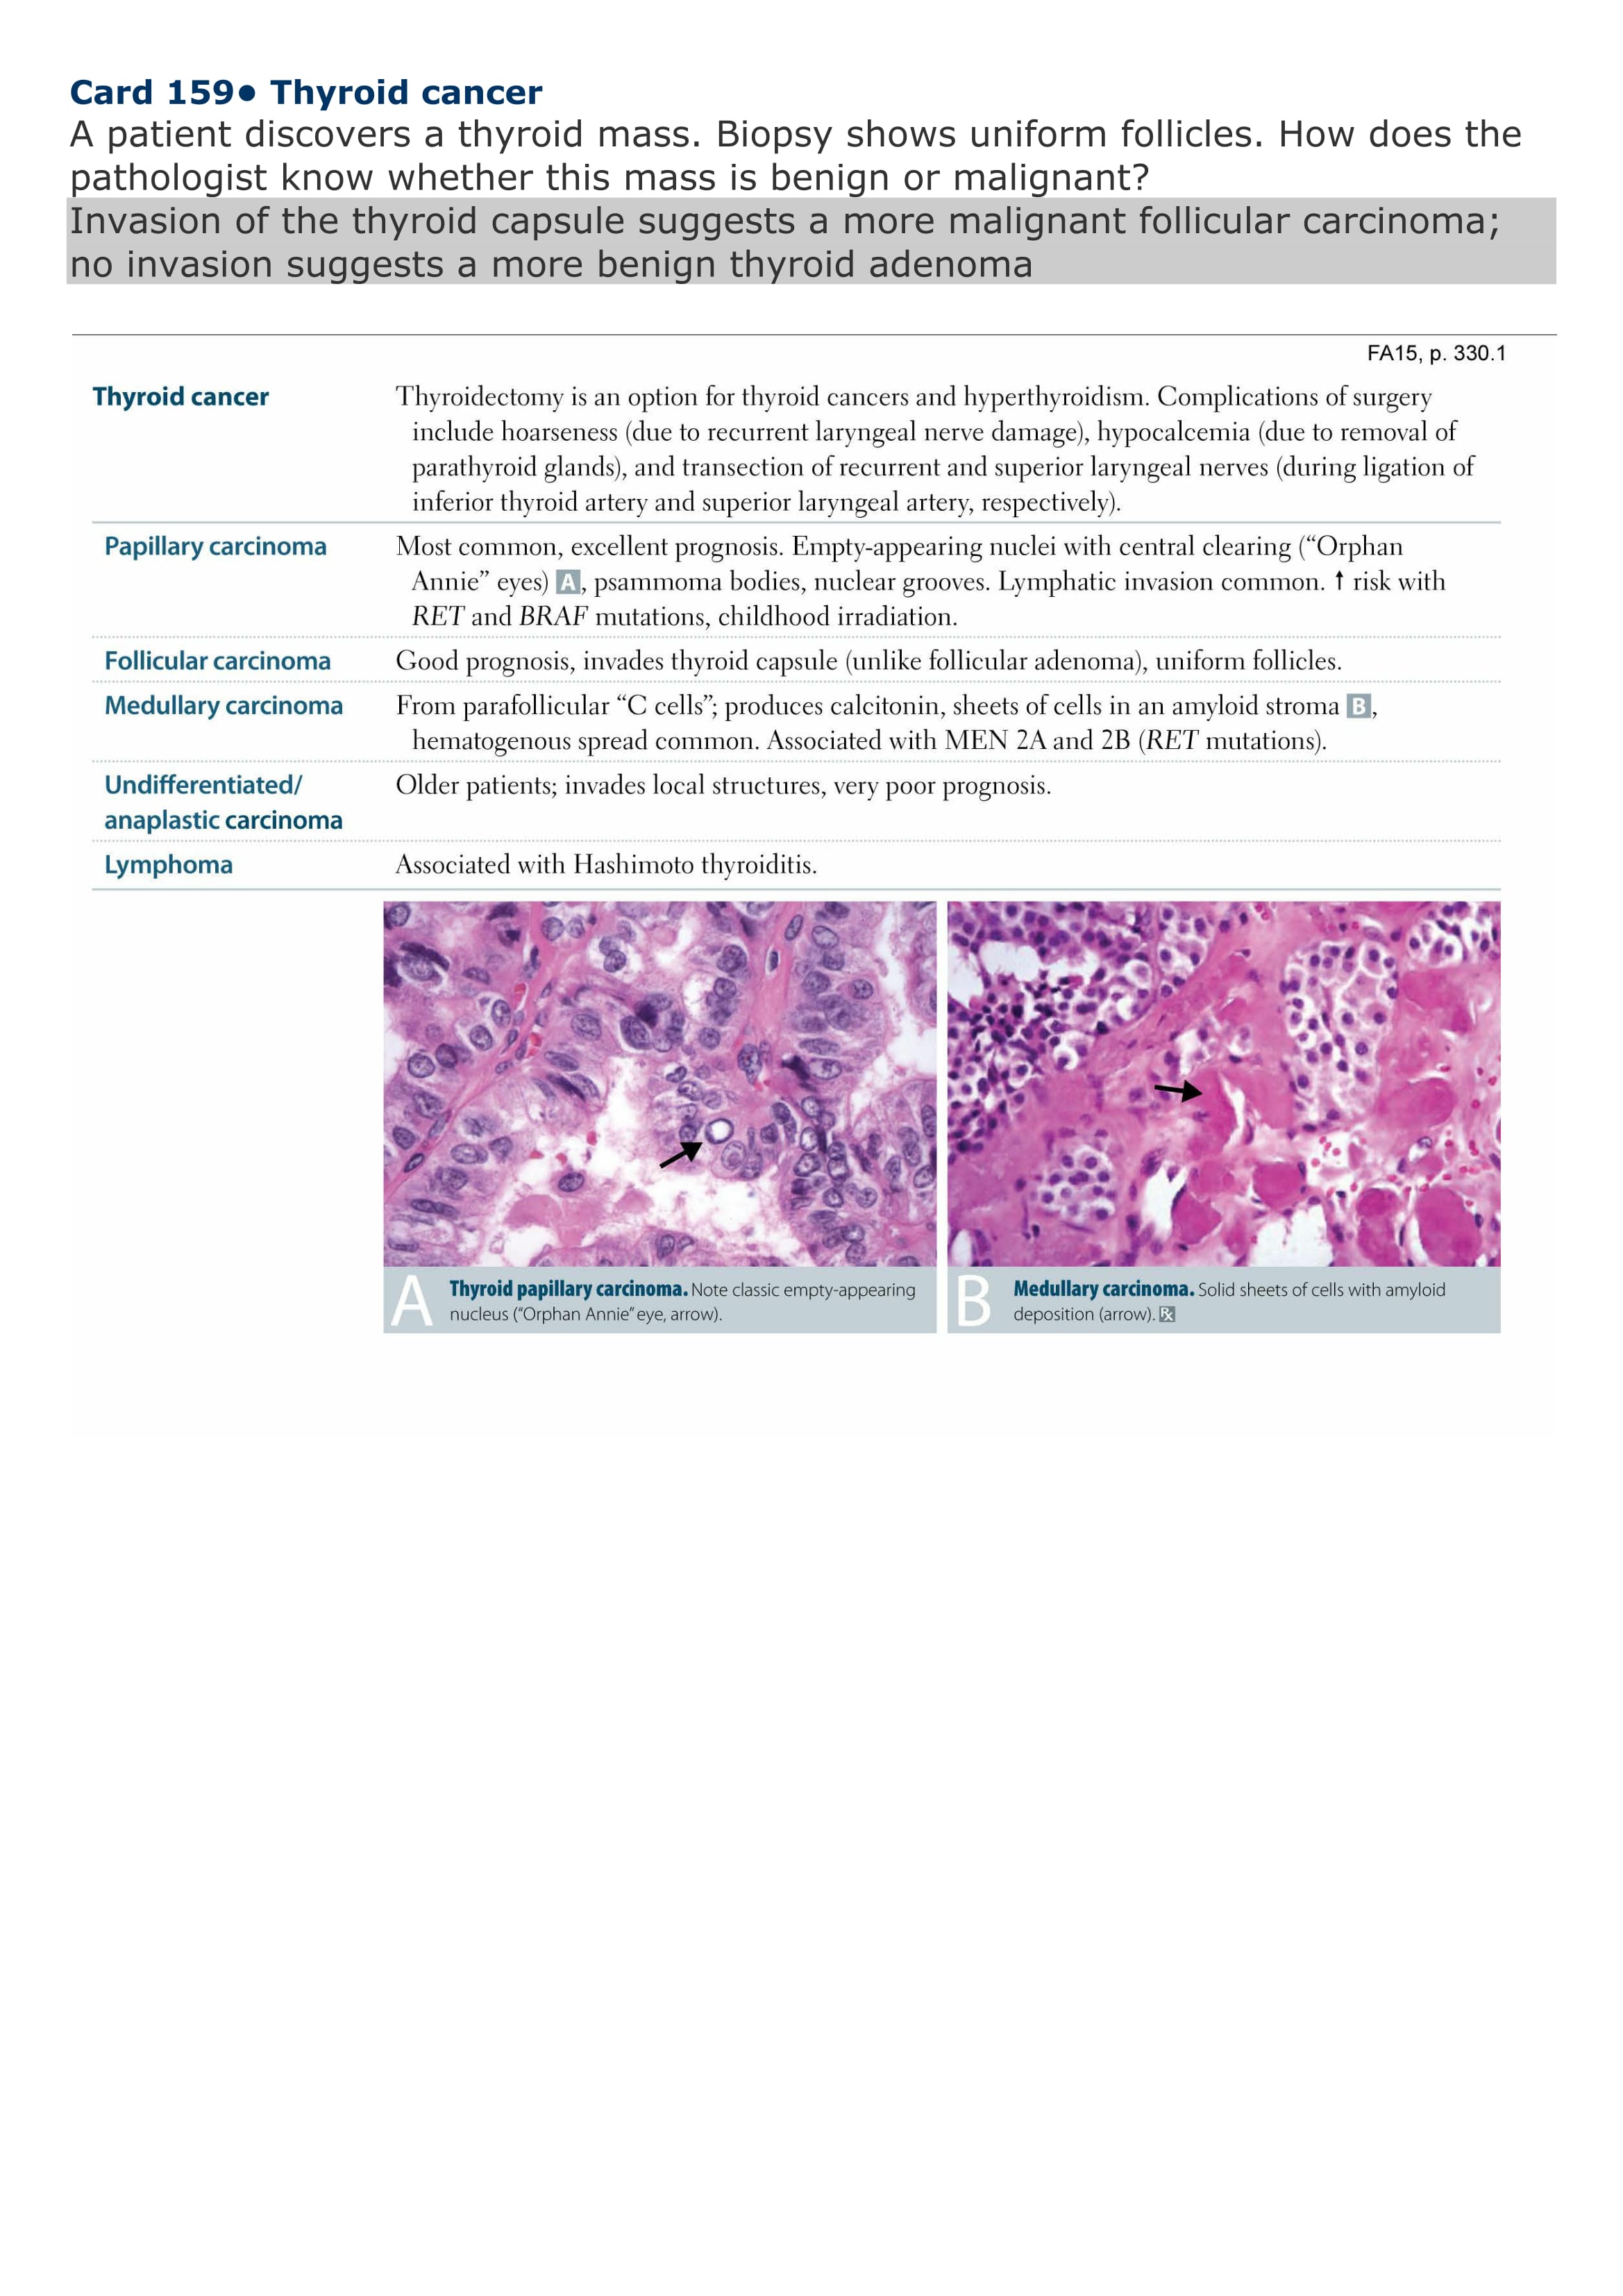 Card 159• Thyroid cancer
A patient discovers a thyroid mass. Biopsy shows uniform follicles. How does the
pathologist know whether this mass is benign or malignant?
Invasion of the thyroid capsule suggests a more malignant follicular carcinoma;
no invasion suggests a more benign thyroid adenoma
FA15, p. 330.1
Thyroid cancer
Thyroidectomy is an option for thyroid cancers and hyperthyroidism. Complications of surgery
include hoarseness (due to recurrent laryngeal nerve damage), hypocalcemia (due to removal of
parathyroid glands), and transection of recurrent and superior laryngeal nerves (during ligation of
inferior thyroid artery and superior laryngeal artery, respectively).
Papillary carcinoma
Most common, excellent prognosis. Empty-appearing nuclei with central clearing (“Orphan
Annie” eyes) A, psammoma bodies, nuclear grooves. Lymphatic invasion common. ↑ risk with
RET and BRAF mutations, childhood irradiation.
Follicular carcinoma
Good prognosis, invades thyroid capsule (unlike follicular adenoma), uniform follicles.
Medullary carcinoma
From parafollicular “C cells”; produces calcitonin, sheets of cells in an amyloid stroma B,
hematogenous spread common. Associated with MEN 2A and 2B (RET mutations).
Undifferentiated/
anaplastic carcinoma
Older patients; invades local structures, very poor prognosis.
Lymphoma
Associated with Hashimoto thyroiditis.
A
Thyroid papillary carcinoma. Note classic empty-appearing
nucleus (“Orphan Annie” eye, arrow).
B
Medullary carcinoma. Solid sheets of cells with amyloid
deposition (arrow). Rx